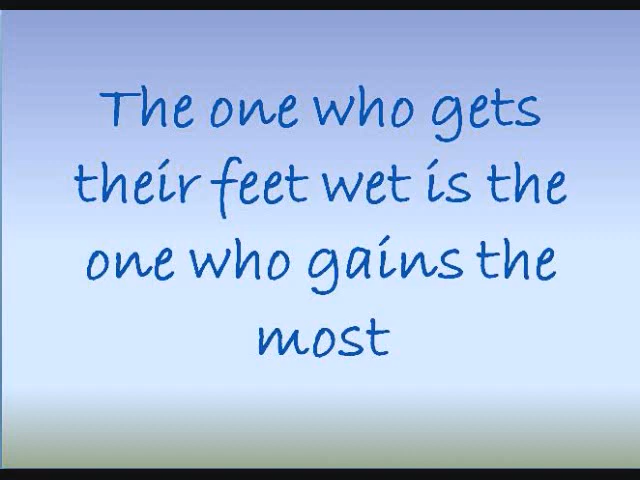 The one who gets
their feet wet is the
one who gains the
most